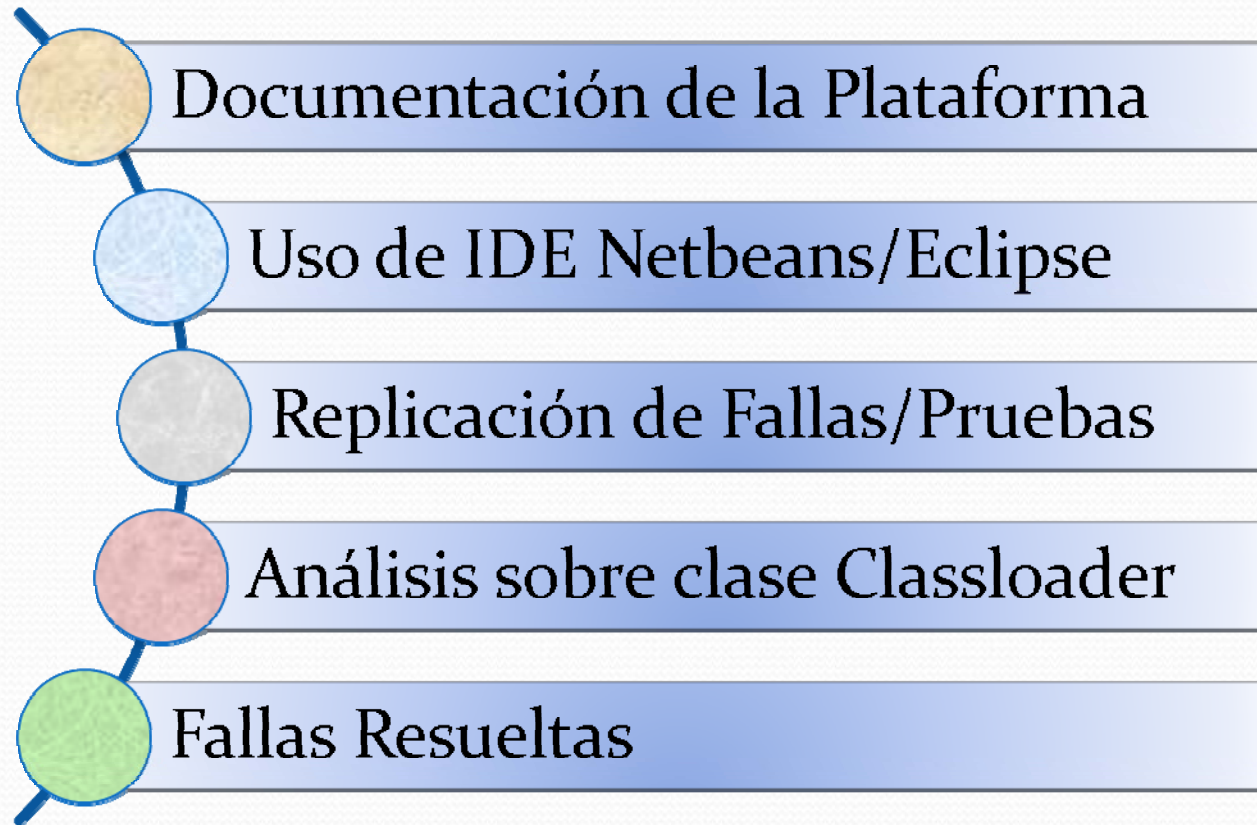 Documentación de la Plataforma
Uso de IDE Netbeans/Eclipse
Replicación de Fallas/Pruebas
Análisis sobre clase Classloader
Fallas Resueltas